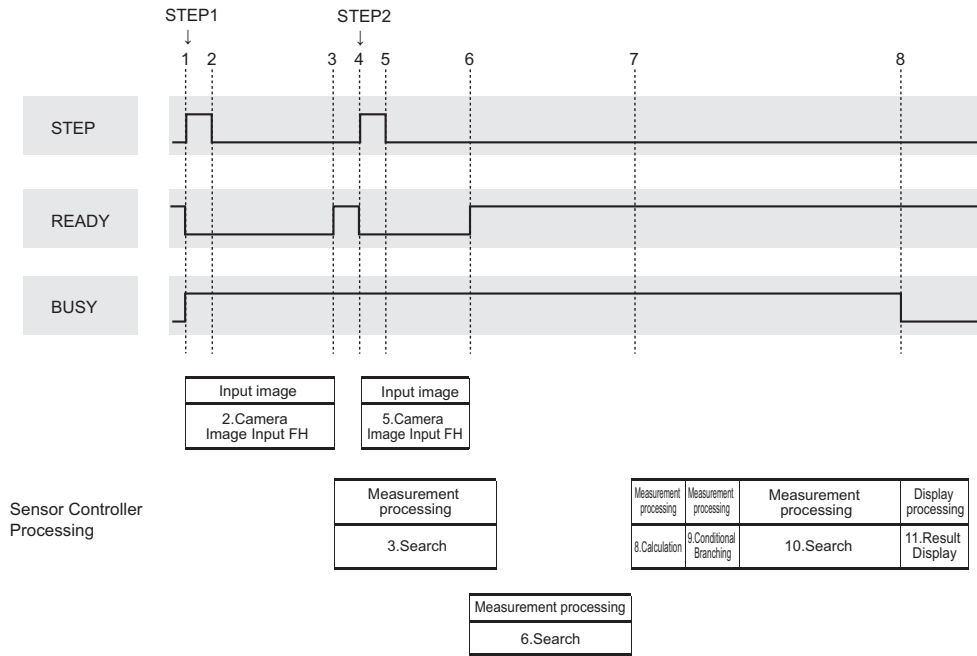 STEP1 STEP2
↓ ↓
1 2 3 4 5 6 7 8
STEP
READY
BUSY
Input image
2.Camera
Image Input FH
Input image
5.Camera
Image Input FH
Sensor Controller
Processing
Measurement
processing
3.Search
Measurement
processing
8.Calculation
Measurement
processing
9.Conditional
Branching
Measurement
processing
10.Search
Display
processing
11.Result
Display
Measurement processing
6.Search